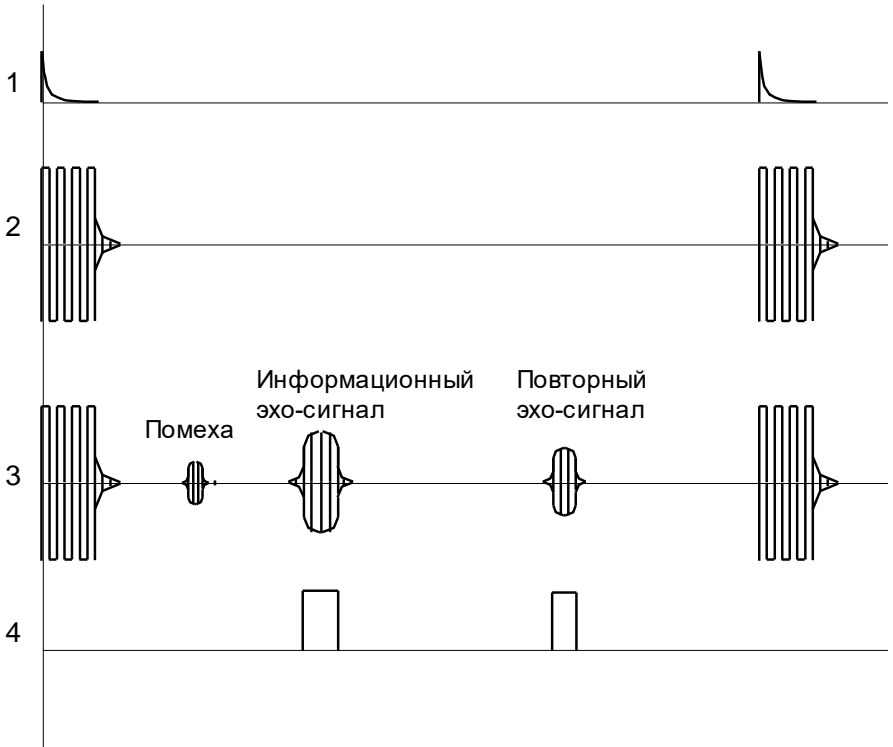 1
2
Информационный
эхо-сигнал
Повторный
эхо-сигнал
Помеха
3
4